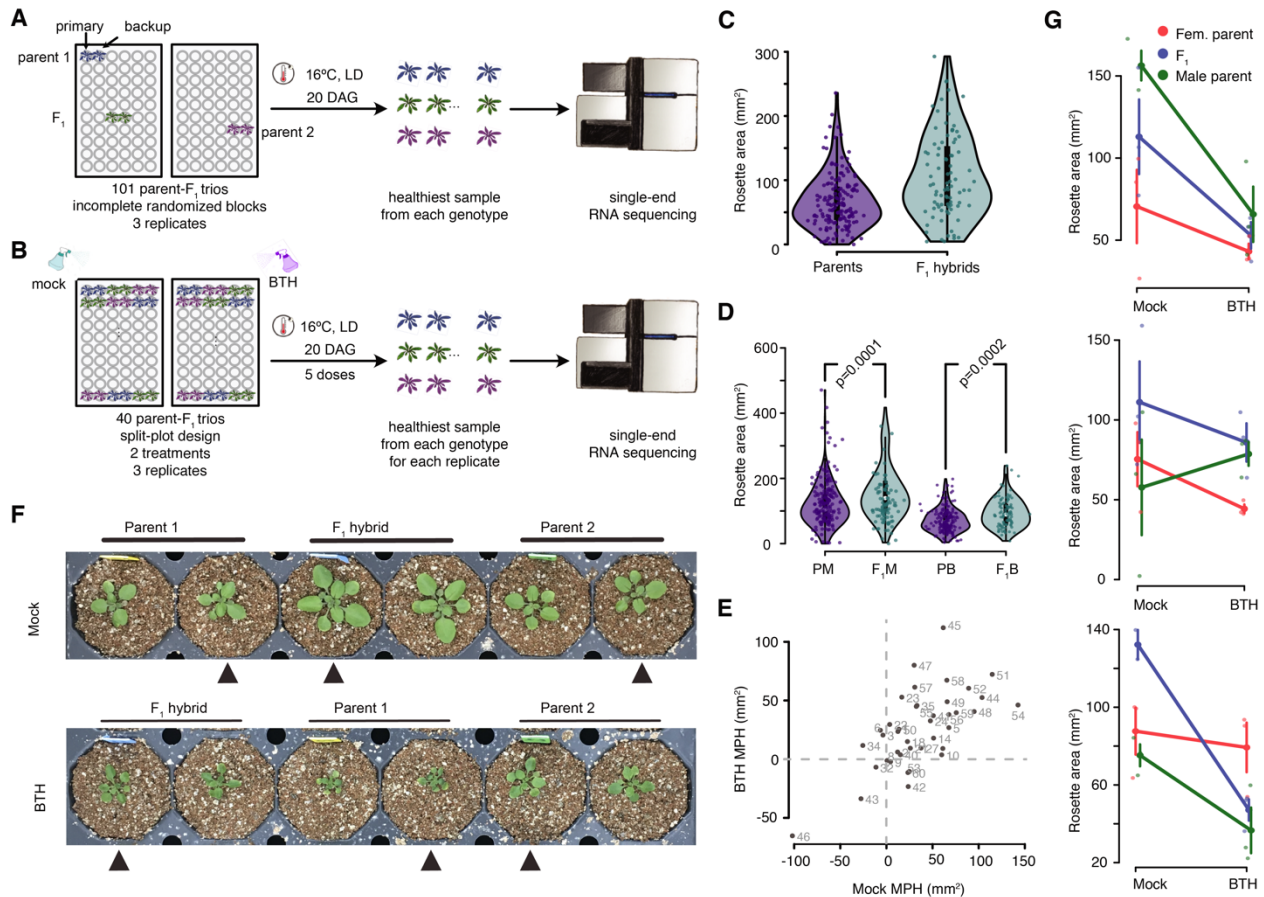 A
primary
backup
parent 1
F1
parent 2
16ºC, LD
20 DAG
101 parent-F1 trios
incomplete randomized blocks
3 replicates
healthiest sample
from each genotype
single-end
RNA sequencing
B
mock
BTH
16ºC, LD
20 DAG
5 doses
40 parent-F1 trios
split-plot design
2 treatments
3 replicates
healthiest sample
from each genotype
for each replicate
single-end
RNA sequencing
C
Rosette area (mm²)
300
200
100
0
Parents
F1 hybrids
D
Rosette area (mm²)
600
400
200
0
p=0.0001
p=0.0002
PM
F1M
PB
F1B
E
BTH MPH (mm²)
100
50
0
-50
45
47
51
58
57
52
23
44
49
35
54
59
48
56
5
50
3
18
14
34
27
10
40
9
32
53
60
42
43
46
-100
-50
0
50
100
150
Mock MPH (mm²)
F
Parent 1
F1 hybrid
Parent 2
Mock
F1 hybrid
Parent 1
Parent 2
BTH
G
Fem. parent
F1
Male parent
Rosette area (mm²)
150
100
50
Mock
BTH
Rosette area (mm²)
150
100
50
0
Mock
BTH
Rosette area (mm²)
140
100
60
20
Mock
BTH